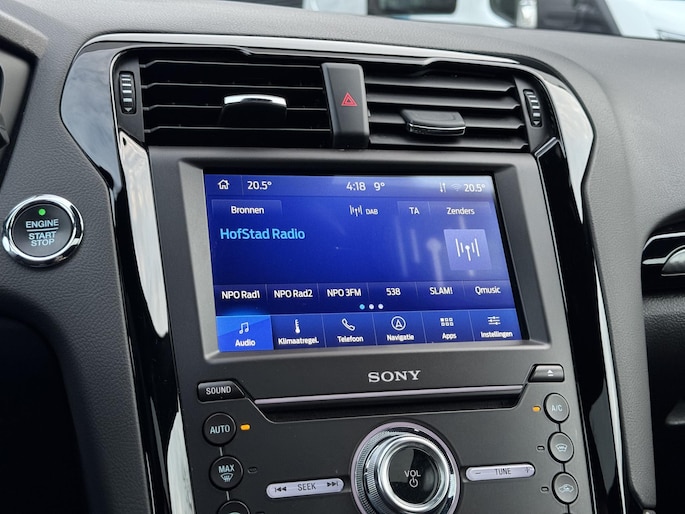 20.5° 4:18 9° 20.5°
Bronnen DAB TA Zenders
HofStad Radio
NPO Rad1 NPO Rad2 NPO 3FM 538 SLAM! Qmusic
Audio Klimaatregel. Telefoon Navigatie Apps Instellingen
ENGINE
START
STOP
SONY
SOUND
AUTO A/C
MAX
VOL
SEEK TUNE